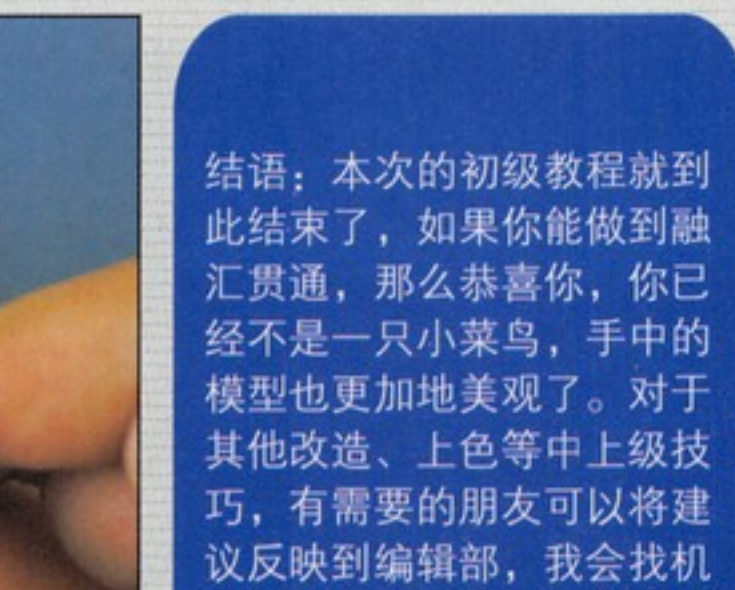 结语：本次的初级教程就到
此结束了，如果你能做到融
汇贯通，那么恭喜你，你已
经不是一只小菜鸟，手中的
模型也更加地美观了。对于
其他改造、上色等中上级技
巧，有需要的朋友可以将建
议反映到编辑部，我会找机